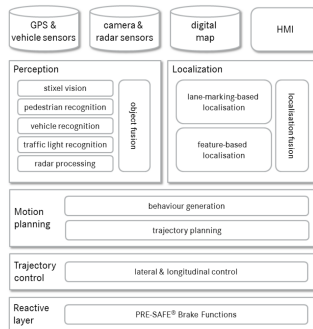 GPS &
vehicle sensors
camera &
radar sensors
digital
map
HMI
Perception
stixel vision
pedestrian recognition
vehicle recognition
traffic light recognition
radar processing
object fusion
Localization
lane-marking-based
localisation
feature-based
localisation
localisation fusion
Motion
planning
behaviour generation
trajectory planning
Trajectory
control
lateral & longitudinal control
Reactive
layer
PRE-SAFE® Brake Functions